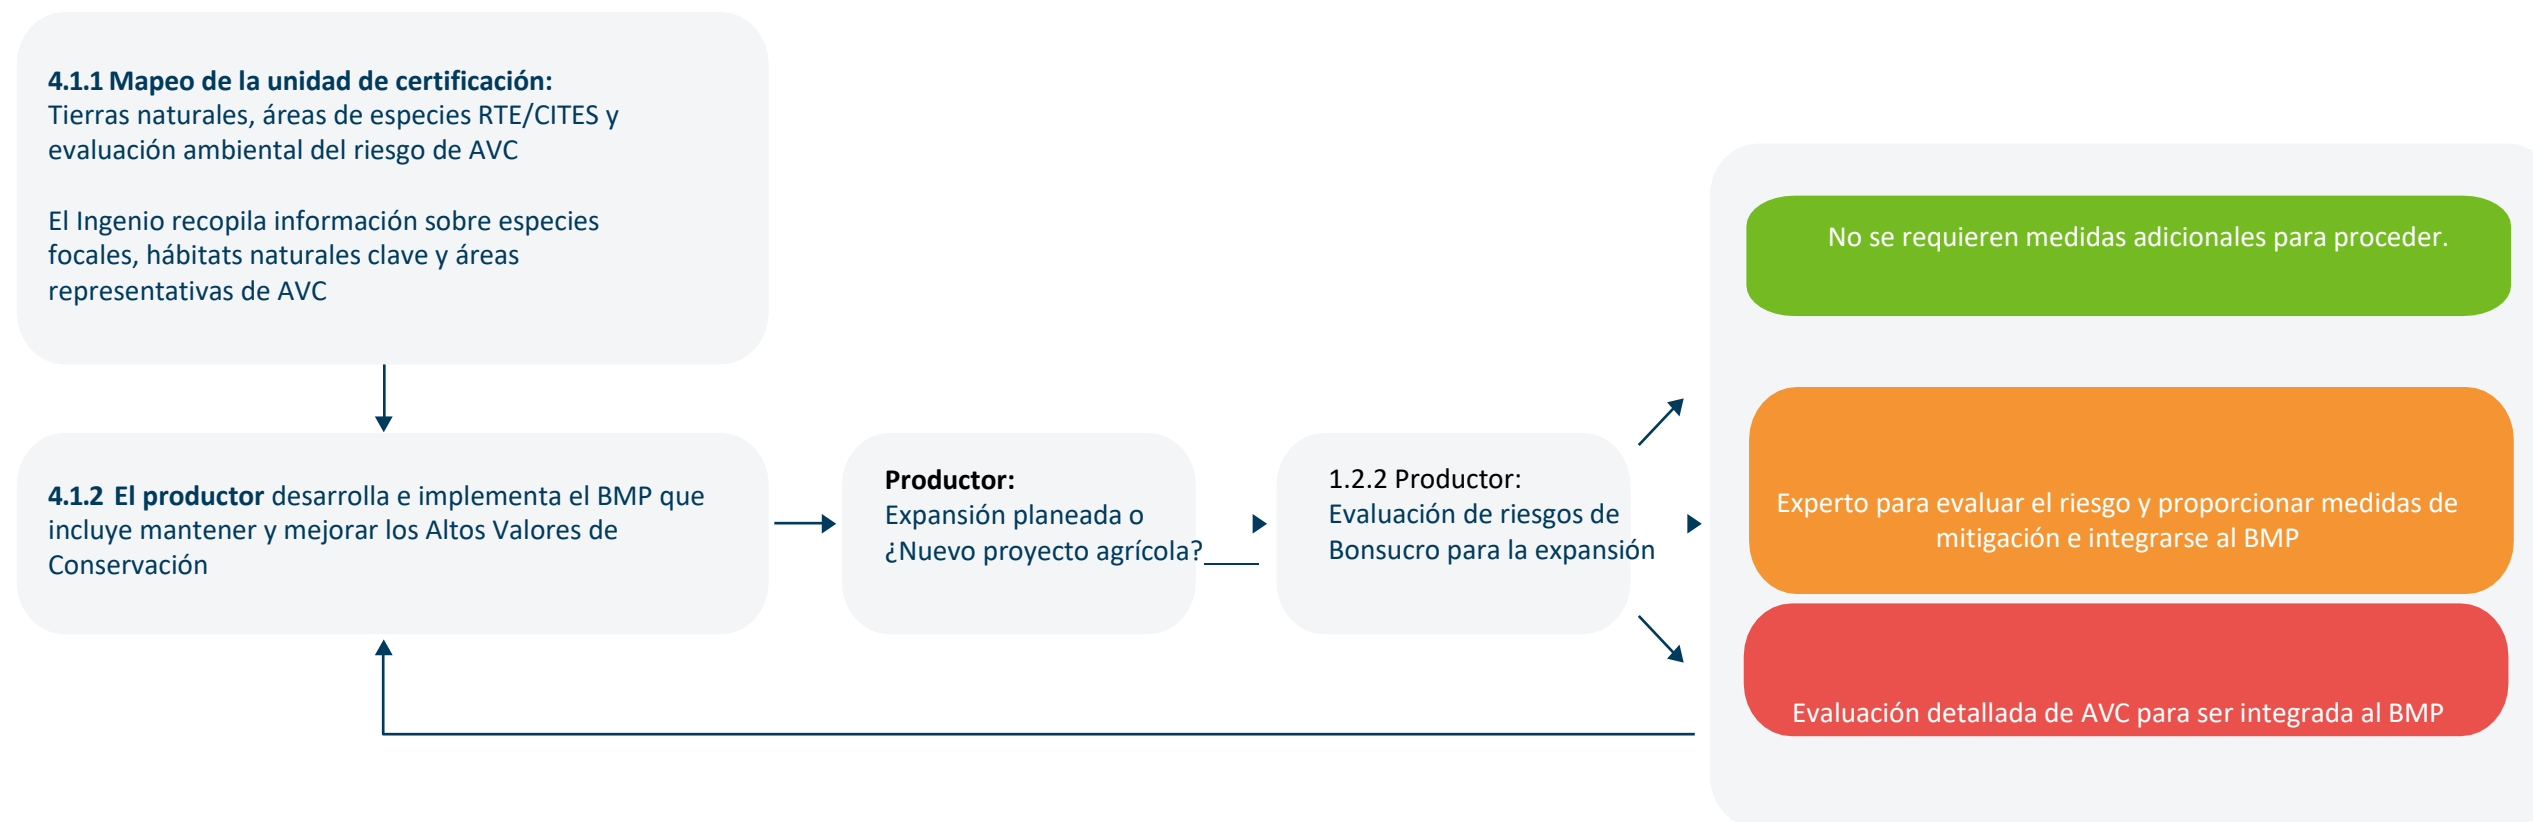 4.1.1 Mapeo de la unidad de certificación:
Tierras naturales, áreas de especies RTE/CITES y
evaluación ambiental del riesgo de AVC
El Ingenio recopila información sobre especies
focales, hábitats naturales clave y áreas
representativas de AVC
4.1.2 El productor desarrolla e implementa el BMP que
incluye mantener y mejorar los Altos Valores de
Conservación
Productor:
Expansión planeada o
¿Nuevo proyecto agrícola?
1.2.2 Productor:
Evaluación de riesgos de
Bonsucro para la expansión
No se requieren medidas adicionales para proceder.
Experto para evaluar el riesgo y proporcionar medidas de
mitigación e integrarse al BMP
Evaluación detallada de AVC para ser integrada al BMP